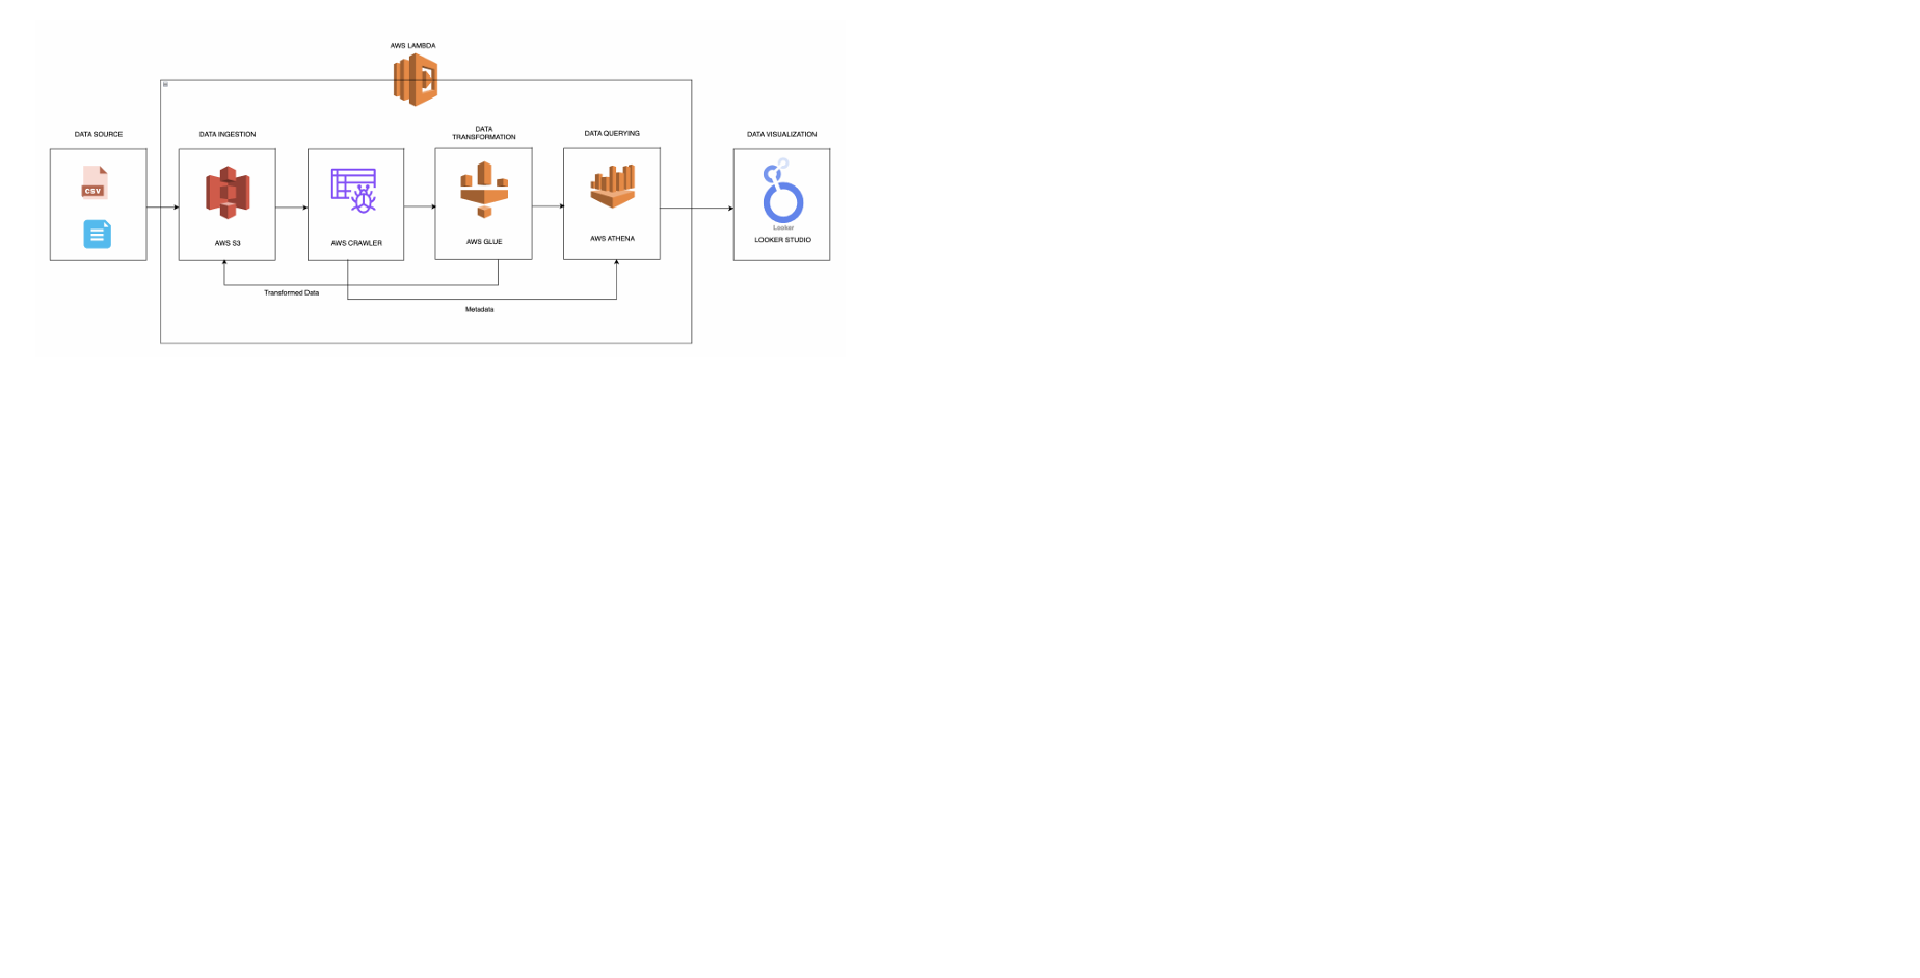 AWS LAMBDA
DATA SOURCE
DATA INGESTION
DATA
TRANSFORMATION
DATA QUERYING
DATA VISUALIZATION
CSV
Looker
AWS S3
AWS CRAWLER
AWS GLUE
AWS ATHENA
LOOKER STUDIO
Transformed Data
Metadata